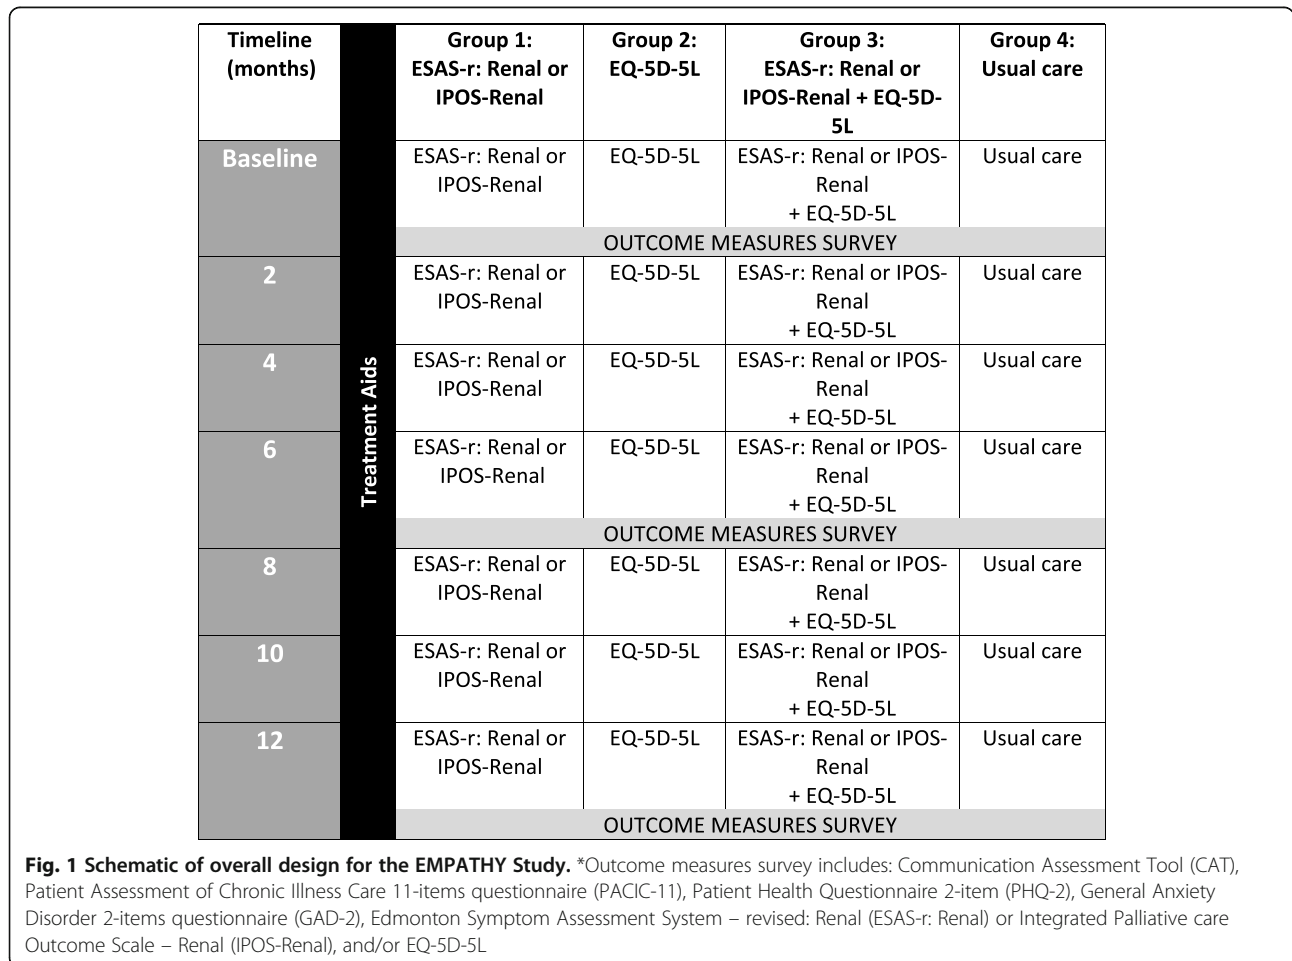 Timeline
(months)
Treatment Aids
Group 1:
ESAS-r: Renal or
IPOS-Renal
Group 2:
EQ-5D-5L
Group 3:
ESAS-r: Renal or
IPOS-Renal + EQ-5D-
5L
Group 4:
Usual care
Baseline
ESAS-r: Renal or
IPOS-Renal
EQ-5D-5L
ESAS-r: Renal or IPOS-
Renal
+ EQ-5D-5L
Usual care
OUTCOME MEASURES SURVEY
2
ESAS-r: Renal or
IPOS-Renal
EQ-5D-5L
ESAS-r: Renal or IPOS-
Renal
+ EQ-5D-5L
Usual care
4
ESAS-r: Renal or
IPOS-Renal
EQ-5D-5L
ESAS-r: Renal or IPOS-
Renal
+ EQ-5D-5L
Usual care
6
ESAS-r: Renal or
IPOS-Renal
EQ-5D-5L
ESAS-r: Renal or IPOS-
Renal
+ EQ-5D-5L
Usual care
OUTCOME MEASURES SURVEY
8
ESAS-r: Renal or
IPOS-Renal
EQ-5D-5L
ESAS-r: Renal or IPOS-
Renal
+ EQ-5D-5L
Usual care
10
ESAS-r: Renal or
IPOS-Renal
EQ-5D-5L
ESAS-r: Renal or IPOS-
Renal
+ EQ-5D-5L
Usual care
12
ESAS-r: Renal or
IPOS-Renal
EQ-5D-5L
ESAS-r: Renal or IPOS-
Renal
+ EQ-5D-5L
Usual care
OUTCOME MEASURES SURVEY
Fig. 1 Schematic of overall design for the EMPATHY Study. *Outcome measures survey includes: Communication Assessment Tool (CAT),
Patient Assessment of Chronic Illness Care 11-items questionnaire (PACIC-11), Patient Health Questionnaire 2-item (PHQ-2), General Anxiety
Disorder 2-items questionnaire (GAD-2), Edmonton Symptom Assessment System – revised: Renal (ESAS-r: Renal) or Integrated Palliative care
Outcome Scale – Renal (IPOS-Renal), and/or EQ-5D-5L